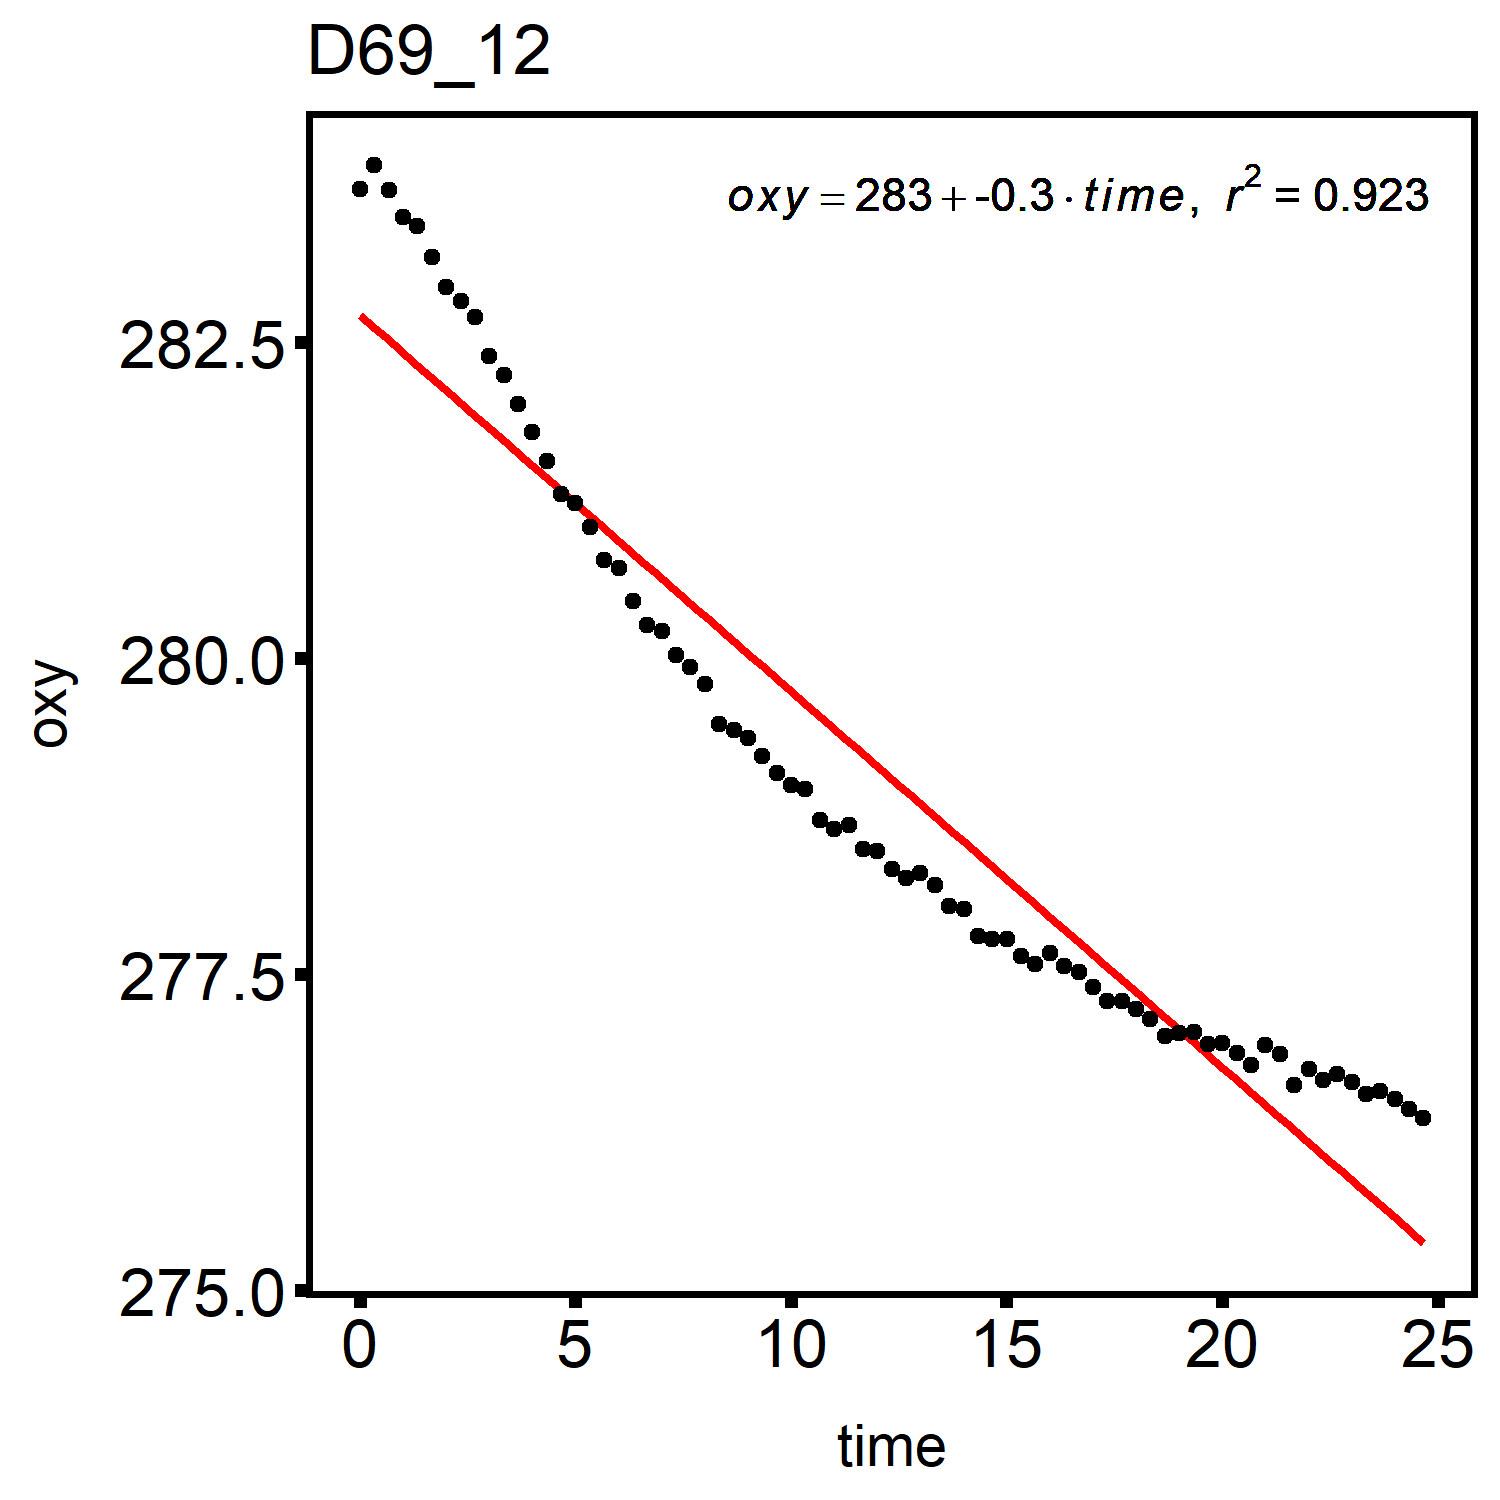 D69_12
oxy = 283 + -0.3 · time, r² = 0.923
282.5
280.0
277.5
275.0
oxy
0 5 10 15 20 25
time